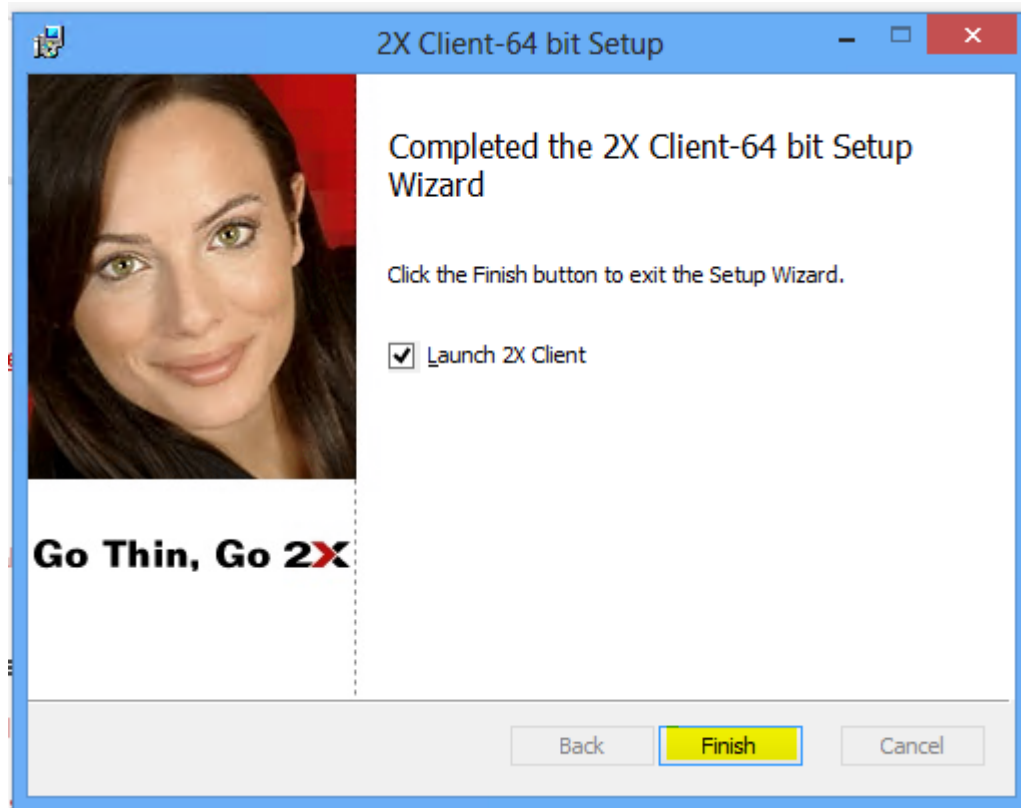 2X Client-64 bit Setup
Completed the 2X Client-64 bit Setup
Wizard
Click the Finish button to exit the Setup Wizard.
Launch 2X Client
Go Thin, Go 2X
Back
Finish
Cancel